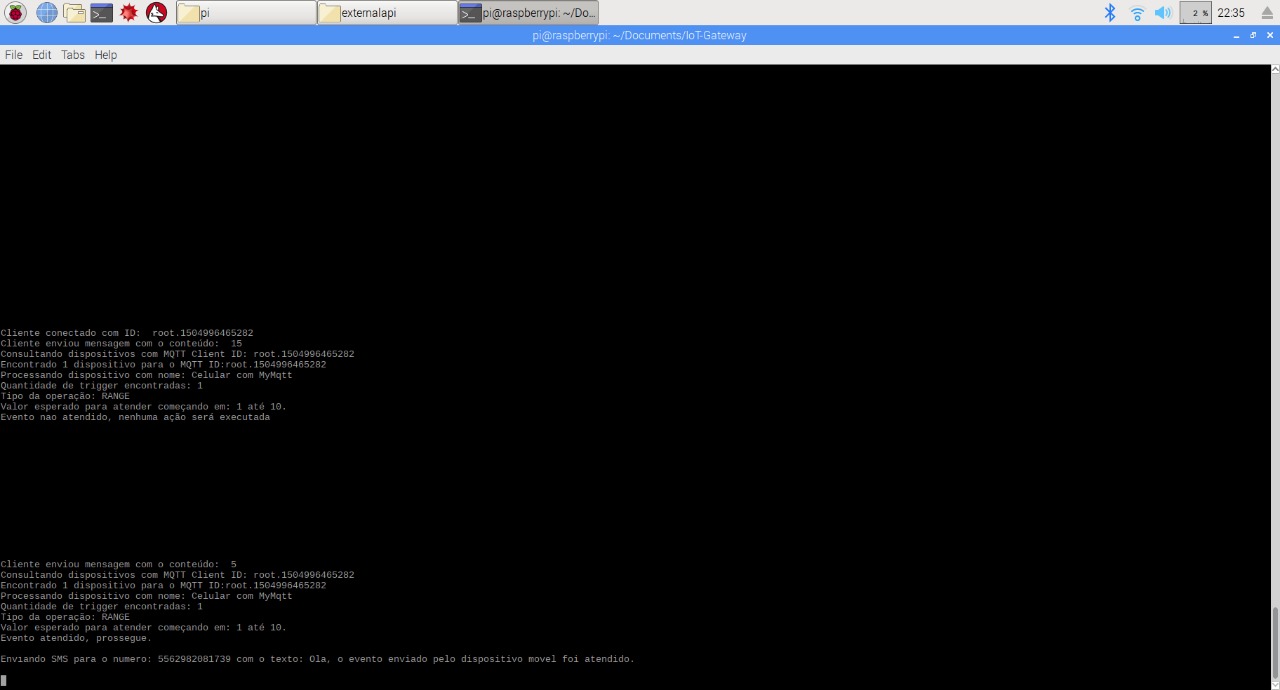 pi
externalapi
pi@raspberrypi: ~/Do...
2 %
22:35
pi@raspberrypi: ~/Documents/IoT-Gateway
File Edit Tabs Help
Cliente conectado com ID:  root.1504996465282
Cliente enviou mensagem com o conteúdo:  15
Consultando dispositivos com MQTT Client ID: root.1504996465282
Encontrado 1 dispositivo para o MQTT ID:root.1504996465282
Processando dispositivo com nome: Celular com MyMqtt
Quantidade de trigger encontradas: 1
Tipo da operação: RANGE
Valor esperado para atender começando em: 1 até 10.
Evento nao atendido, nenhuma ação será executada
Cliente enviou mensagem com o conteúdo:  5
Consultando dispositivos com MQTT Client ID: root.1504996465282
Encontrado 1 dispositivo para o MQTT ID:root.1504996465282
Processando dispositivo com nome: Celular com MyMqtt
Quantidade de trigger encontradas: 1
Tipo da operação: RANGE
Valor esperado para atender começando em: 1 até 10.
Evento atendido, prossegue.
Enviando SMS para o numero: 5562982081739 com o texto: Ola, o evento enviado pelo dispositivo movel foi atendido.